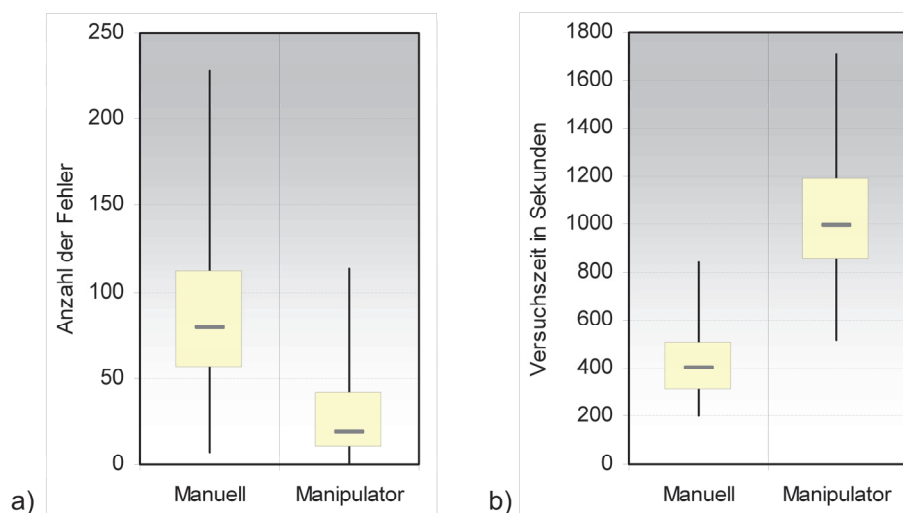 a)
Anzahl der Fehler
250
200
150
100
50
0
Manuell Manipulator
b)
Versuchszeit in Sekunden
1800
1600
1400
1200
1000
800
600
400
200
0
Manuell Manipulator